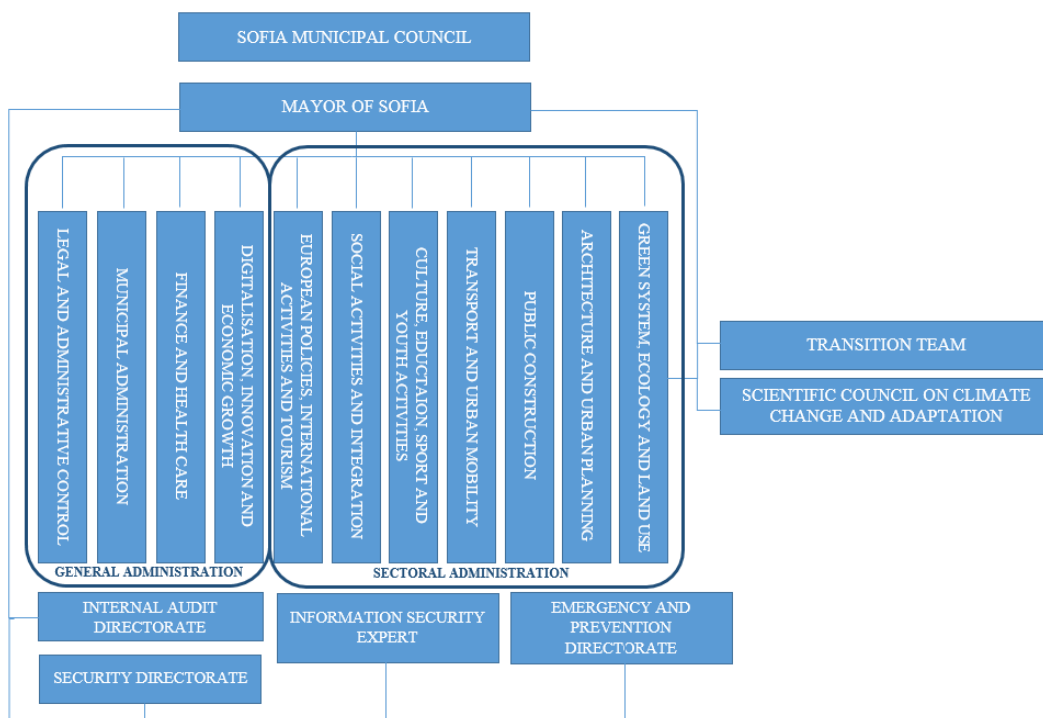 SOFIA MUNICIPAL COUNCIL
MAYOR OF SOFIA
LEGAL AND ADMINISTRATIVE CONTROL
MUNICIPAL ADMINISTRATION
FINANCE AND HEALTH CARE
DIGITALISATION, INNOVATION AND
ECONOMIC GROWTH
EUROPEAN POLICIES, INTERNATIONAL
ACTIVITIES AND TOURISM
SOCIAL ACTIVITIES AND INTEGRATION
CULTURE, EDUCTAION, SPORT AND
YOUTH ACTIVITIES
TRANSPORT AND URBAN MOBILITY
PUBLIC CONSTRUCTION
ARCHITECTURE AND URBAN PLANNING
GREEN SYSTEM, ECOLOGY AND LAND USE
TRANSITION TEAM
SCIENTIFIC COUNCIL ON CLIMATE
CHANGE AND ADAPTATION
GENERAL ADMINISTRATION
SECTORAL ADMINISTRATION
INTERNAL AUDIT
DIRECTORATE
INFORMATION SECURITY
EXPERT
EMERGENCY AND
PREVENTION
DIRECTORATE
SECURITY DIRECTORATE